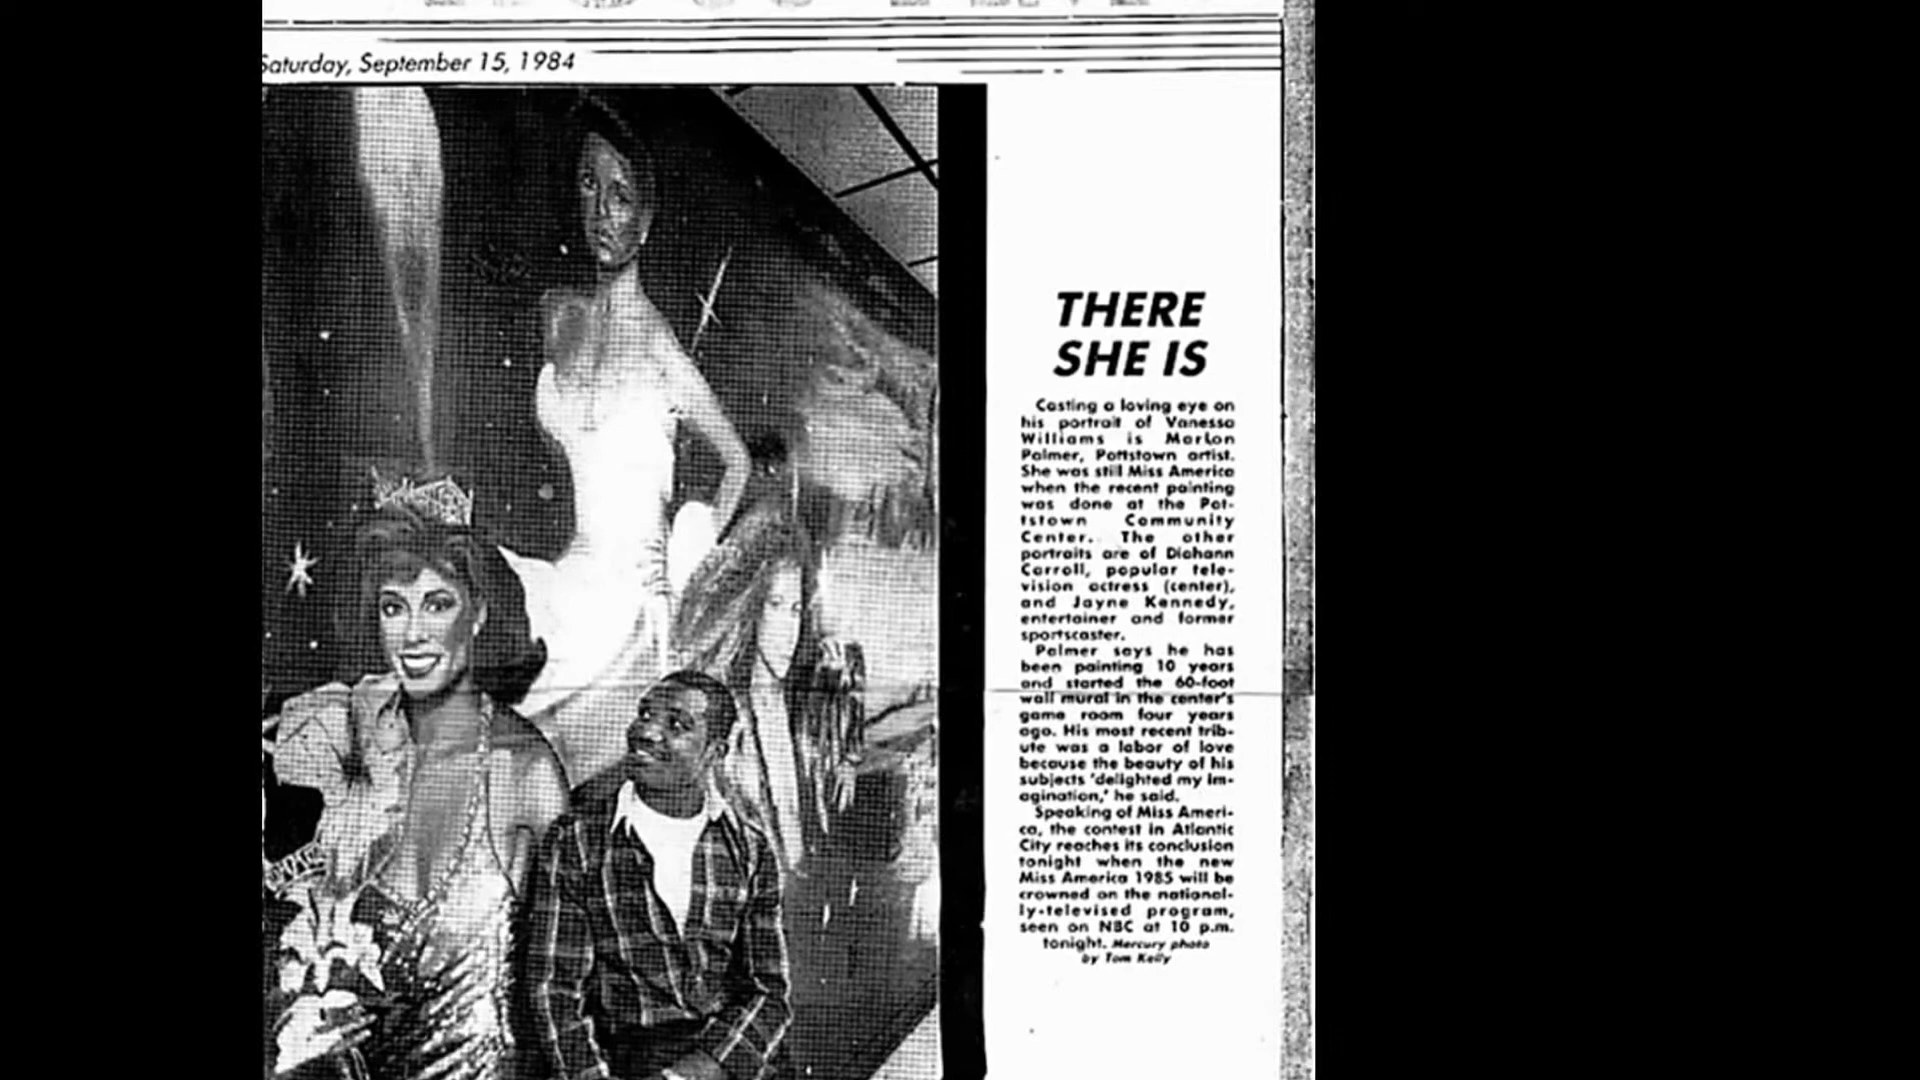 Saturday, September 15, 1984
THERE
SHE IS
Casting a loving eye on
his portrait of Vanessa
Williams is Marlon
Palmer, Pottstown artist.
She was still Miss America
when the recent painting
was done at the Pot-
tstown Community
Center. The other
portraits are of Diahann
Carroll, popular tele-
vision actress (center),
and Jayne Kennedy,
entertainer and former
sportscaster.
Palmer says he has
been painting 10 years
and started the 60-foot
wall mural in the center's
game room four years
ago. His most recent trib-
ute was a labor of love
because the beauty of his
subjects 'delighted my im-
agination,' he said.
Speaking of Miss Ameri-
ca, the contest in Atlantic
City reaches its conclusion
tonight when the new
Miss America 1985 will be
crowned on the national-
ly-televised program,
seen on NBC at 10 p.m.
tonight. Mercury photo
by Tom Kelly